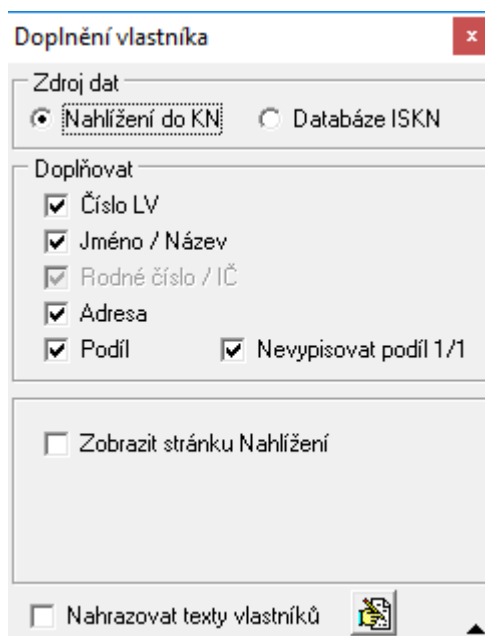 Doplnění vlastníka
Zdroj dat
Nahlížení do KN Databáze ISKN
Doplňovat
Číslo LV
Jméno / Název
Rodné číslo / IČ
Adresa
Podíl Nevypisovat podíl 1/1
Zobrazit stránku Nahlížení
Nahrazovat texty vlastníků